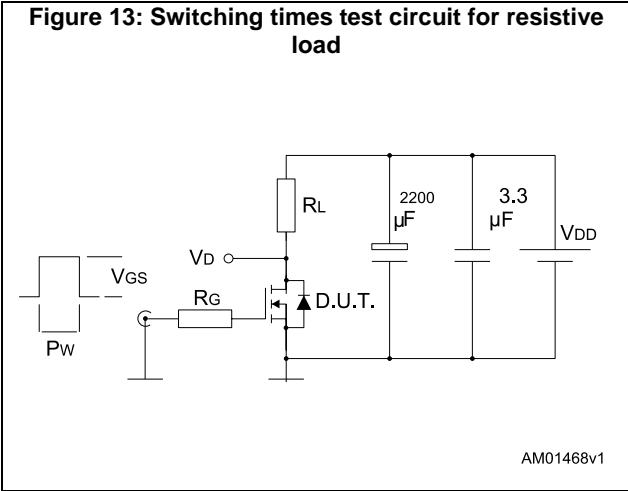 Figure 13: Switching times test circuit for resistive
load
2200
μF
3.3
μF
RL
VDD
VD
VGS
RG
D.U.T.
PW
AM01468v1